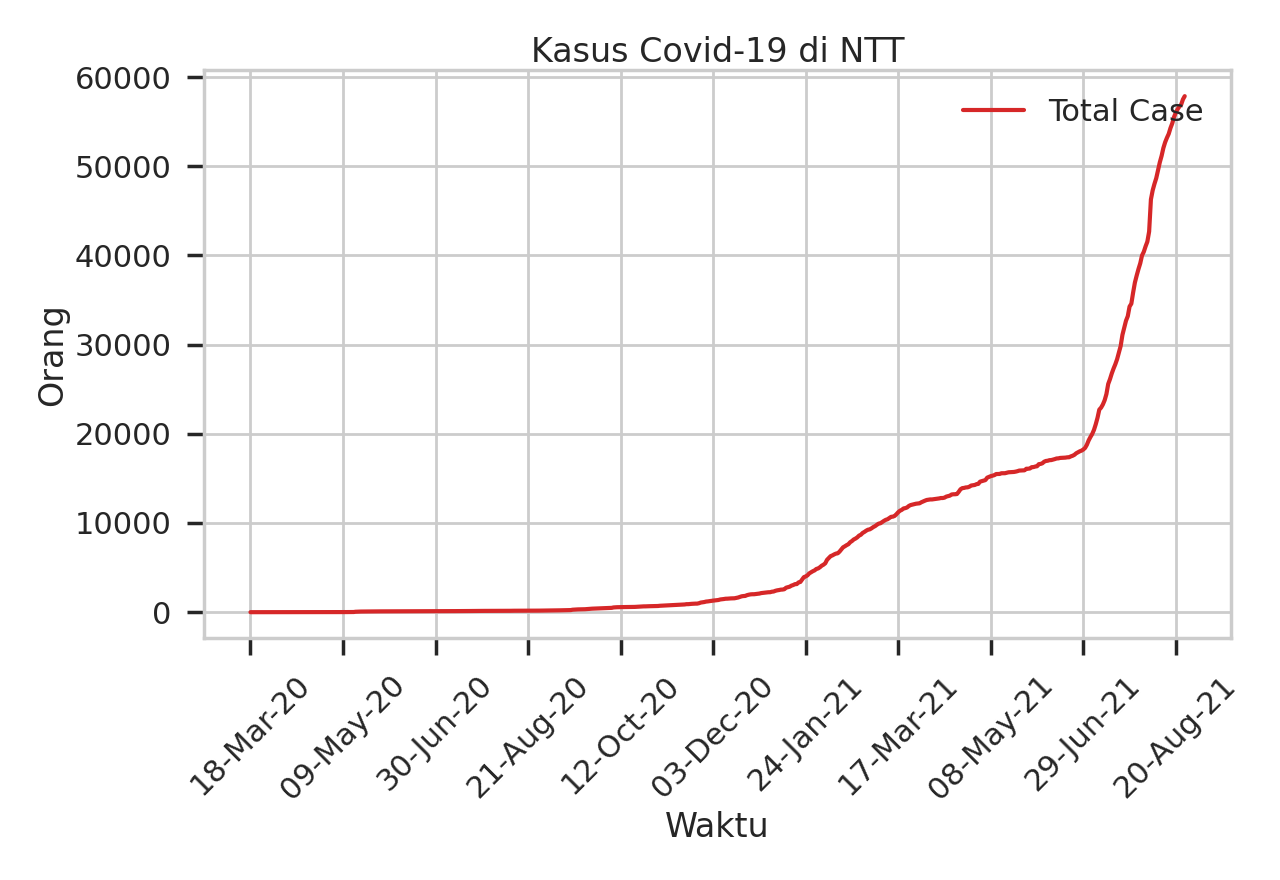 Kasus Covid-19 di NTT
Total Case
60000
50000
40000
30000
20000
10000
0
Orang
18-Mar-20
09-May-20
30-Jun-20
21-Aug-20
12-Oct-20
03-Dec-20
24-Jan-21
17-Mar-21
08-May-21
29-Jun-21
20-Aug-21
Waktu